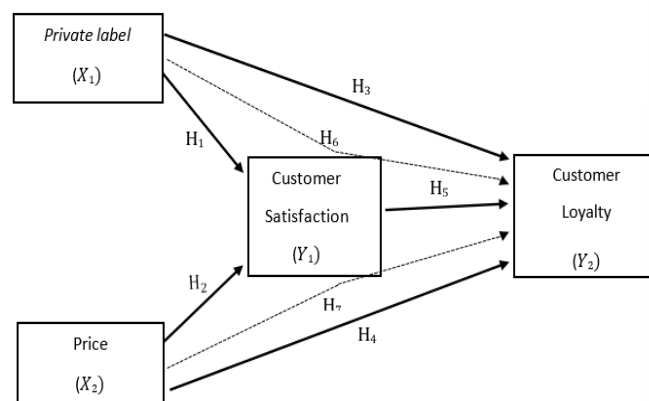 Private label
(X₁)
H₃
H₁
H₆
Customer
Satisfaction
(Y₁)
H₅
Customer
Loyalty
(Y₂)
H₂
H₇
H₄
Price
(X₂)